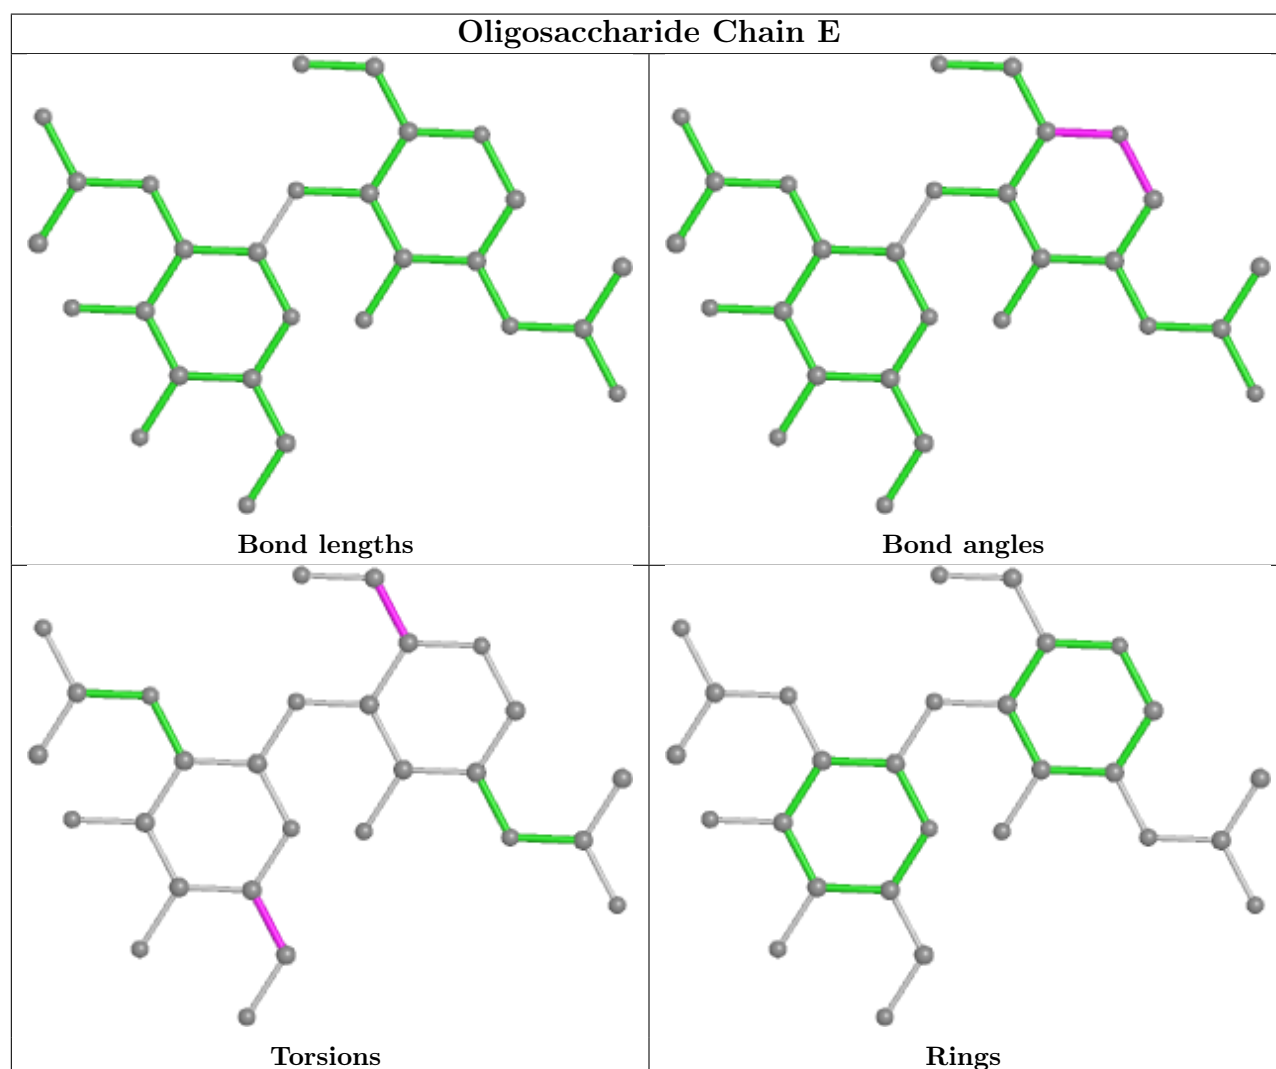 Oligosaccharide Chain E
Bond lengths
Bond angles
Torsions
Rings